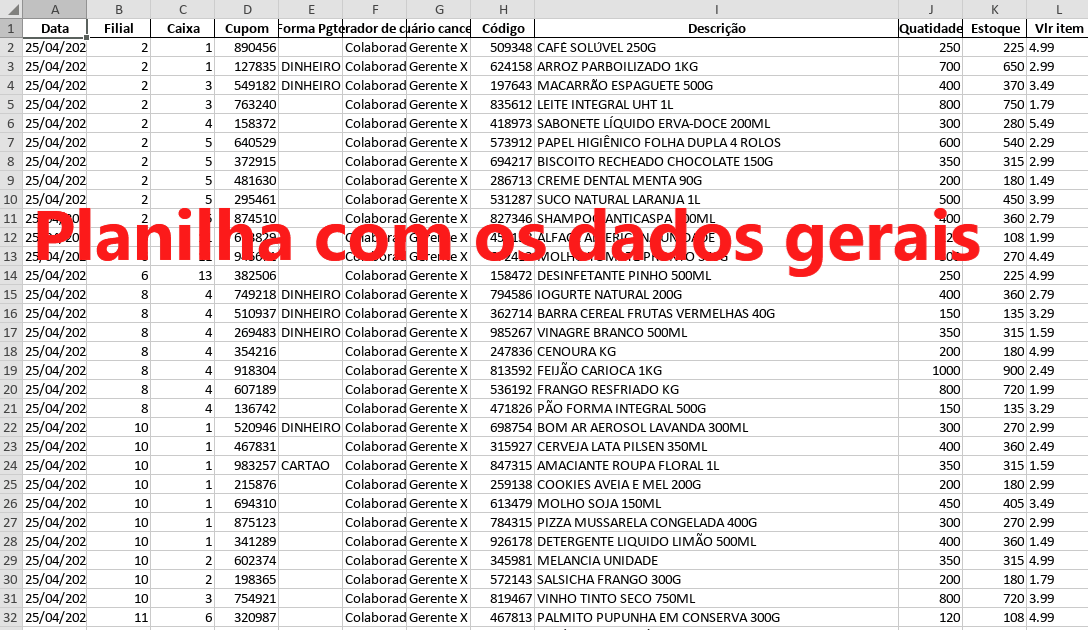 A B C D E F G H I J K L
1 Data Filial Caixa Cupom Forma Pgto rador de c uário cance Código Descrição Quatidade Estoque Vlr item
2 25/04/202 2 1 890456 Colaborad Gerente X 509348 CAFÉ SOLÚVEL 250G 250 225 4.99
3 25/04/202 2 1 127835 DINHEIRO Colaborad Gerente X 624158 ARROZ PARBOILIZADO 1KG 700 650 2.99
4 25/04/202 2 3 549182 DINHEIRO Colaborad Gerente X 197643 MACARRÃO ESPAGUETE 500G 400 370 3.49
5 25/04/202 2 3 763240 Colaborad Gerente X 835612 LEITE INTEGRAL UHT 1L 800 750 1.79
6 25/04/202 2 4 158372 Colaborad Gerente X 418973 SABONETE LÍQUIDO ERVA-DOCE 200ML 300 280 5.49
7 25/04/202 2 5 640529 Colaborad Gerente X 573912 PAPEL HIGIÊNICO FOLHA DUPLA 4 ROLOS 600 540 2.29
8 25/04/202 2 5 372915 Colaborad Gerente X 694217 BISCOITO RECHEADO CHOCOLATE 150G 350 315 2.99
9 25/04/202 2 5 481630 Colaborad Gerente X 286713 CREME DENTAL MENTA 90G 200 180 1.49
10 25/04/202 2 5 295461 Colaborad Gerente X 531287 SUCO NATURAL LARANJA 1L 500 450 3.99
11 2 874510 Colaborad Gerente X 827346 SHAMPOO ANTICASPA 400 360 2.79
Planilha com os dados gerais
12 108 1.99
13 270 4.49
14 25/04/202 6 13 382506 Colaborad Gerente X 158472 DESINFETANTE PINHO 500ML 250 225 4.99
15 25/04/202 8 4 749218 DINHEIRO Colaborad Gerente X 794586 IOGURTE NATURAL 200G 400 360 2.79
16 25/04/202 8 4 510937 DINHEIRO Colaborad Gerente X 362714 BARRA CEREAL FRUTAS VERMELHAS 40G 150 135 3.29
17 25/04/202 8 4 269483 DINHEIRO Colaborad Gerente X 985267 VINAGRE BRANCO 500ML 350 315 1.59
18 25/04/202 8 4 354216 Colaborad Gerente X 247836 CENOURA KG 200 180 4.99
19 25/04/202 8 4 918304 Colaborad Gerente X 813592 FEIJÃO CARIOCA 1KG 1000 900 2.49
20 25/04/202 8 4 607189 Colaborad Gerente X 536192 FRANGO RESFRIADO KG 800 720 1.99
21 25/04/202 8 4 136742 Colaborad Gerente X 471826 PÃO FORMA INTEGRAL 500G 150 135 3.29
22 25/04/202 10 1 520946 DINHEIRO Colaborad Gerente X 698754 BOM AR AEROSOL LAVANDA 300ML 300 270 2.99
23 25/04/202 10 1 467831 Colaborad Gerente X 315927 CERVEJA LATA PILSEN 350ML 400 360 2.49
24 25/04/202 10 1 983257 CARTAO Colaborad Gerente X 847315 AMACIANTE ROUPA FLORAL 1L 350 315 1.59
25 25/04/202 10 1 215876 Colaborad Gerente X 259138 COOKIES AVEIA E MEL 200G 200 180 2.99
26 25/04/202 10 1 694310 Colaborad Gerente X 613479 MOLHO SOJA 150ML 450 405 3.49
27 25/04/202 10 1 875123 Colaborad Gerente X 784315 PIZZA MUSSARELA CONGELADA 400G 300 270 2.99
28 25/04/202 10 1 341289 Colaborad Gerente X 926178 DETERGENTE LIQUIDO LIMÃO 500ML 400 360 1.49
29 25/04/202 10 2 602374 Colaborad Gerente X 345981 MELANCIA UNIDADE 350 315 4.99
30 25/04/202 10 2 198365 Colaborad Gerente X 572143 SALSICHA FRANGO 300G 200 180 1.79
31 25/04/202 10 3 754921 Colaborad Gerente X 819467 VINHO TINTO SECO 750ML 800 720 3.99
32 25/04/202 11 6 320987 Colaborad Gerente X 467813 PALMITO PUPUNHA EM CONSERVA 300G 120 108 4.99